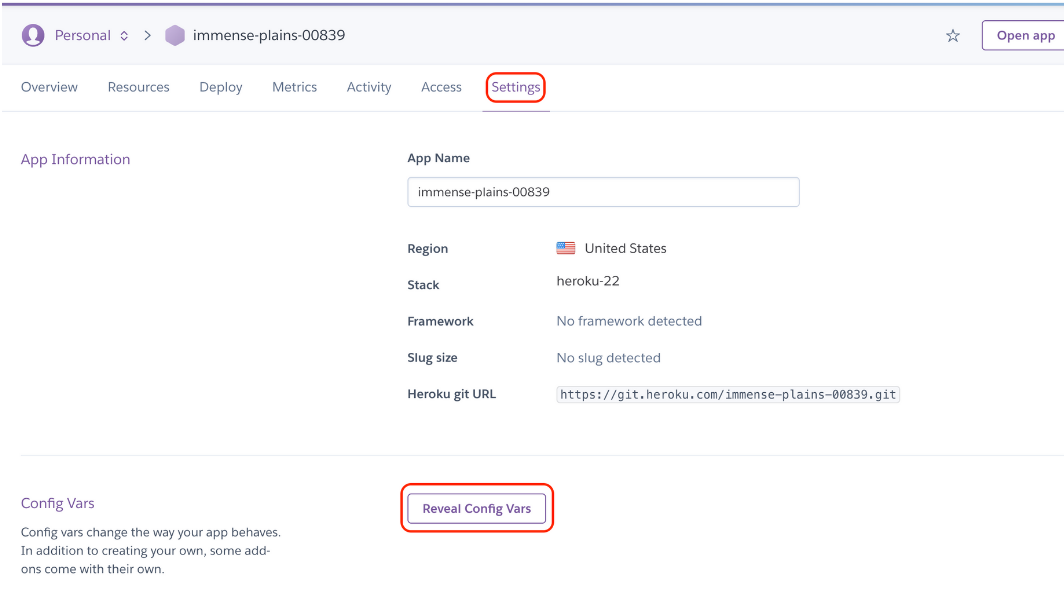 Personal > immense-plains-00839
Open app
Overview Resources Deploy Metrics Activity Access Settings
App Information
App Name
immense-plains-00839
Region United States
Stack heroku-22
Framework No framework detected
Slug size No slug detected
Heroku git URL https://git.heroku.com/immense-plains-00839.git
Config Vars
Reveal Config Vars
Config vars change the way your app behaves.
In addition to creating your own, some add-
ons come with their own.